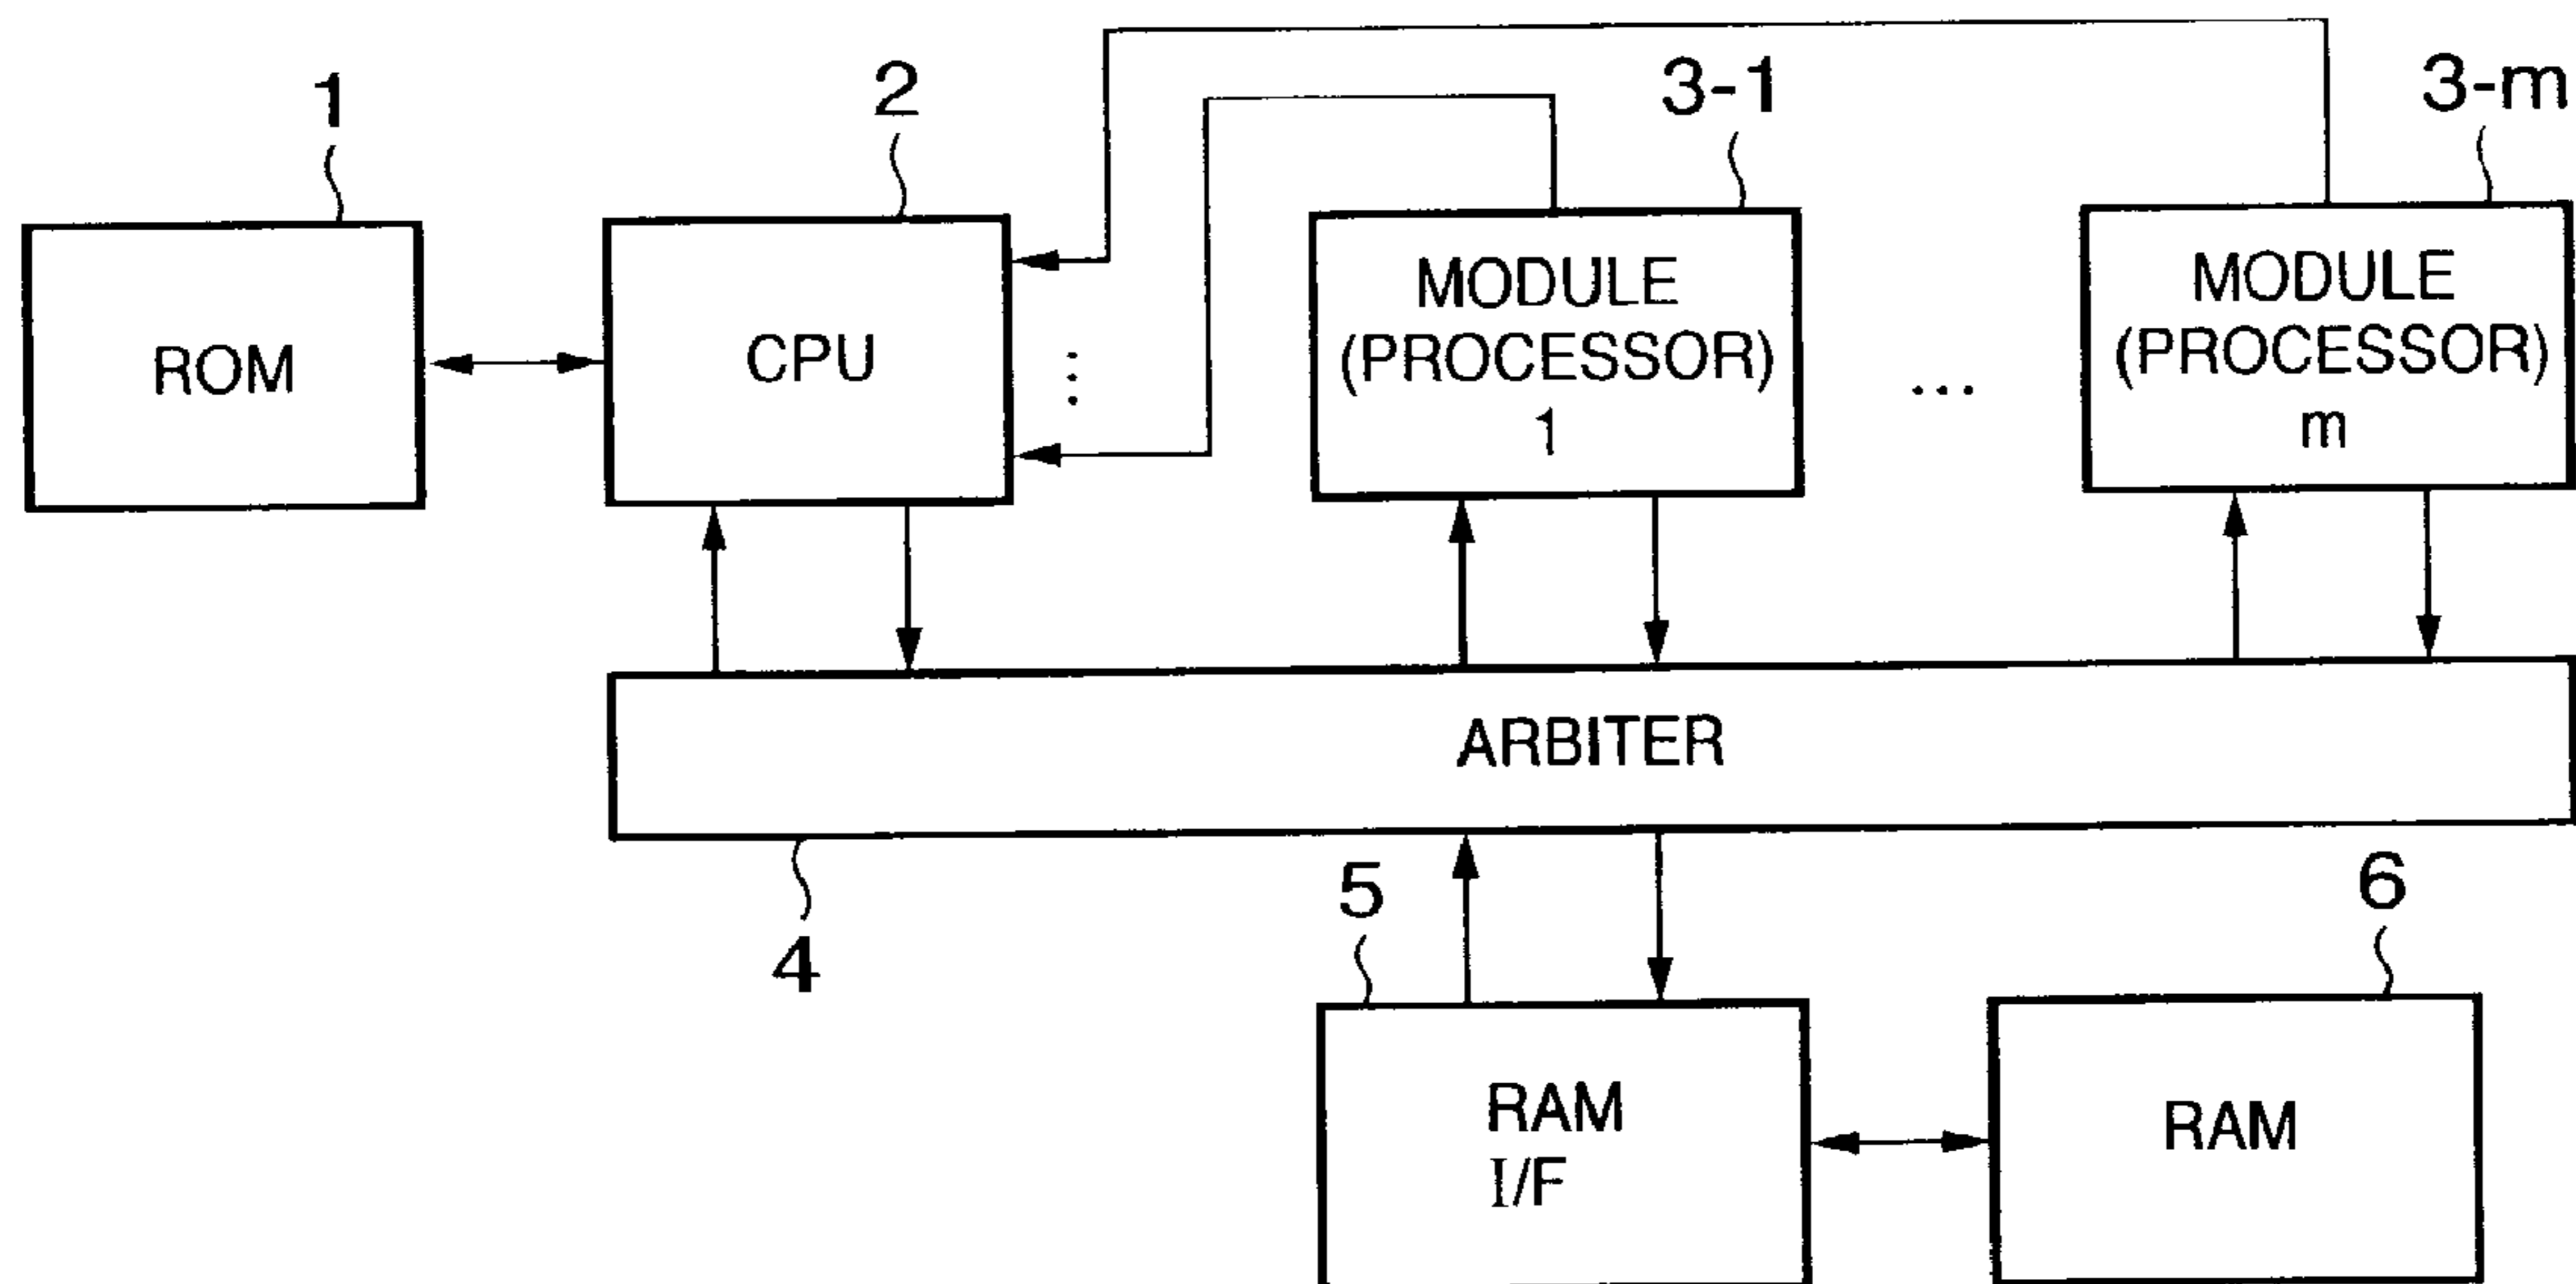 1
2
3-1
3-m
ROM
CPU
...
MODULE
(PROCESSOR)
1
...
MODULE
(PROCESSOR)
m
ARBITER
4
5
6
RAM
I/F
RAM